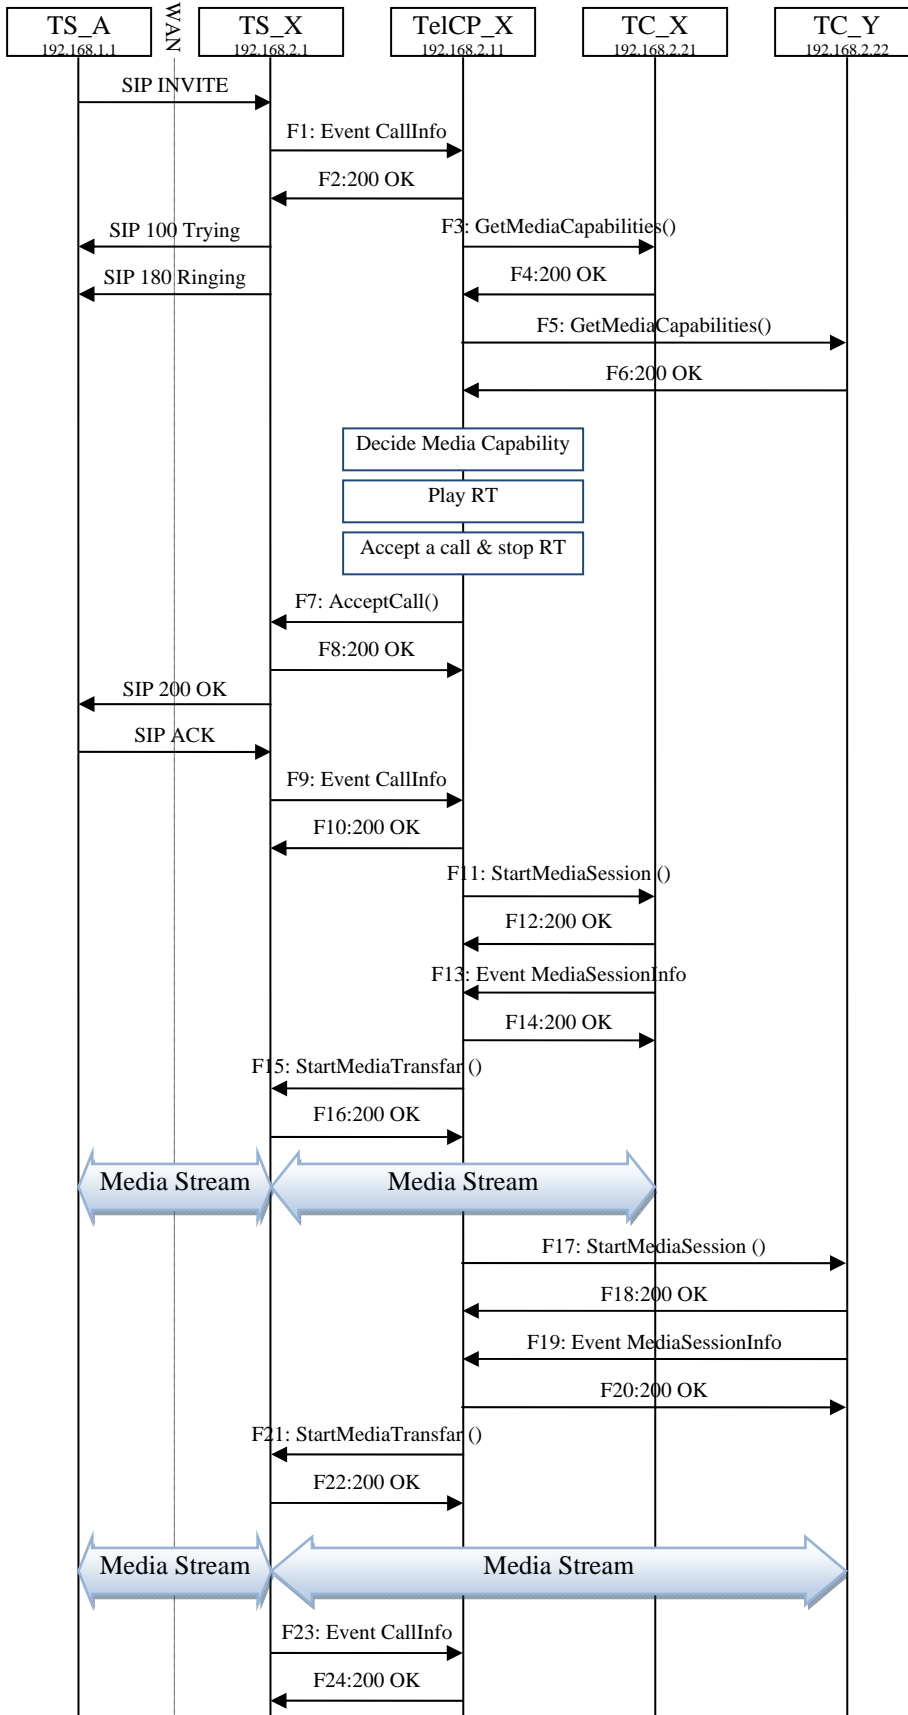 TS_A
192.168.1.1
WAN
TS_X
192.168.2.1
TelCP_X
192.168.2.11
TC_X
192.168.2.21
TC_Y
192.168.2.22
SIP INVITE
F1: Event CallInfo
F2:200 OK
SIP 100 Trying
F3: GetMediaCapabilities()
SIP 180 Ringing
F4:200 OK
F5: GetMediaCapabilities()
F6:200 OK
Decide Media Capability
Play RT
Accept a call & stop RT
F7: AcceptCall()
F8:200 OK
SIP 200 OK
SIP ACK
F9: Event CallInfo
F10:200 OK
F11: StartMediaSession ()
F12:200 OK
F13: Event MediaSessionInfo
F14:200 OK
F15: StartMediaTransfar ()
F16:200 OK
Media Stream
Media Stream
F17: StartMediaSession ()
F18:200 OK
F19: Event MediaSessionInfo
F20:200 OK
F21: StartMediaTransfar ()
F22:200 OK
Media Stream
Media Stream
F23: Event CallInfo
F24:200 OK